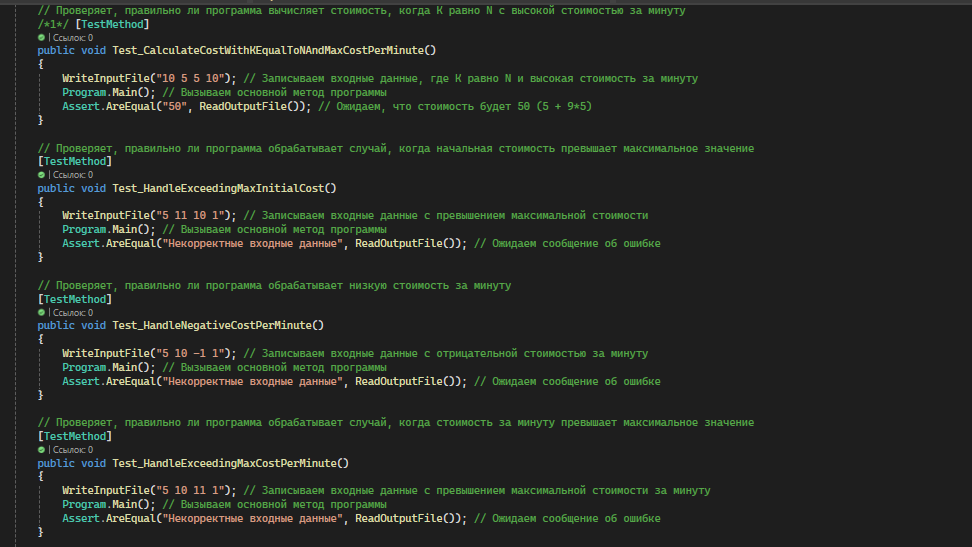 // Проверяет, правильно ли программа вычисляет стоимость, когда K равно N с высокой стоимостью за минуту
/*1*/ [TestMethod]
| Ссылок: 0
public void Test_CalculateCostWithKEqualToNAndMaxCostPerMinute()
{
WriteInputFile("10 5 5 10"); // Записываем входные данные, где K равно N и высокая стоимость за минуту
Program.Main(); // Вызываем основной метод программы
Assert.AreEqual("50", ReadOutputFile()); // Ожидаем, что стоимость будет 50 (5 + 9*5)
}
// Проверяет, правильно ли программа обрабатывает случай, когда начальная стоимость превышает максимальное значение
[TestMethod]
| Ссылок: 0
public void Test_HandleExceedingMaxInitialCost()
{
WriteInputFile("5 11 10 1"); // Записываем входные данные с превышением максимальной стоимости
Program.Main(); // Вызываем основной метод программы
Assert.AreEqual("Некорректные входные данные", ReadOutputFile()); // Ожидаем сообщение об ошибке
}
// Проверяет, правильно ли программа обрабатывает низкую стоимость за минуту
[TestMethod]
| Ссылок: 0
public void Test_HandleNegativeCostPerMinute()
{
WriteInputFile("5 10 -1 1"); // Записываем входные данные с отрицательной стоимостью за минуту
Program.Main(); // Вызываем основной метод программы
Assert.AreEqual("Некорректные входные данные", ReadOutputFile()); // Ожидаем сообщение об ошибке
}
// Проверяет, правильно ли программа обрабатывает случай, когда стоимость за минуту превышает максимальное значение
[TestMethod]
| Ссылок: 0
public void Test_HandleExceedingMaxCostPerMinute()
{
WriteInputFile("5 10 11 1"); // Записываем входные данные с превышением максимальной стоимости за минуту
Program.Main(); // Вызываем основной метод программы
Assert.AreEqual("Некорректные входные данные", ReadOutputFile()); // Ожидаем сообщение об ошибке
}